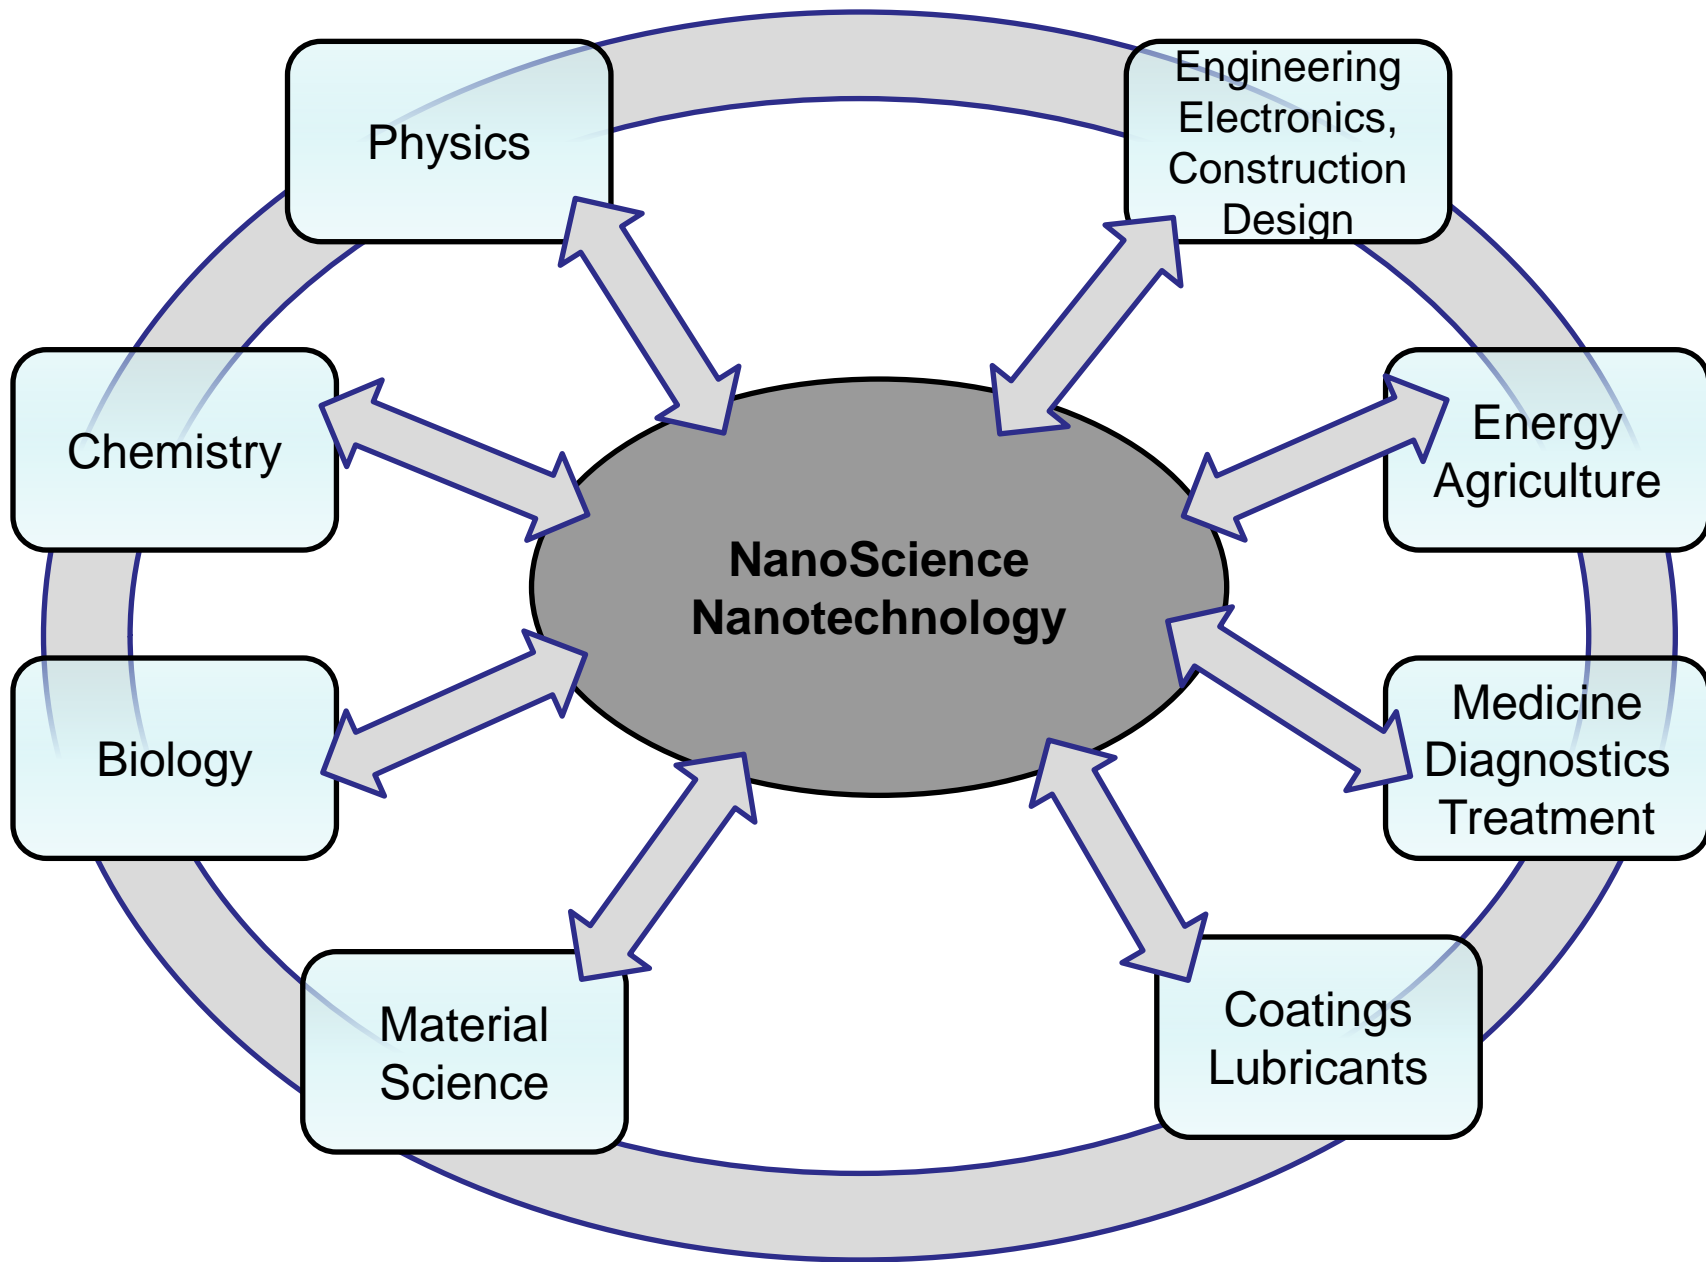 Physics
Engineering
Electronics,
Construction
Design
Chemistry
Energy
Agriculture
NanoScience
Nanotechnology
Biology
Medicine
Diagnostics
Treatment
Material
Science
Coatings
Lubricants